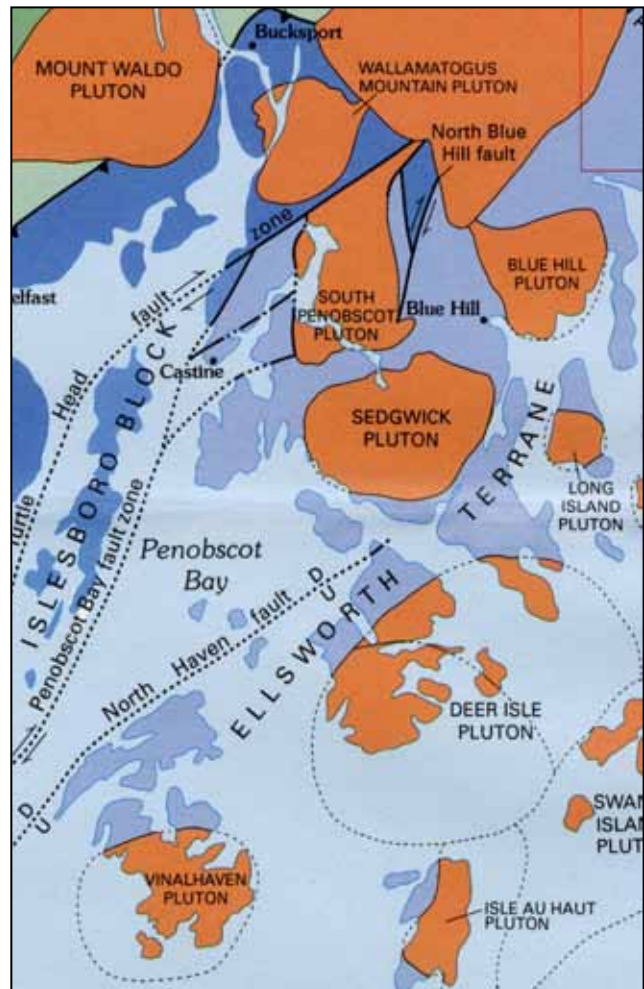 Bucksport
MOUNT WALDO
PLUTON
WALLAMATOGUS
MOUNTAIN PLUTON
North Blue
Hill fault
zone
BLUE HILL
PLUTON
elfast
fault
SOUTH
PENOBSCOT
PLUTON
Blue Hill
Castine
Head
SEDGWICK
PLUTON
ISLESBORO BLOCK
TERRANE
LONG
ISLAND
PLUTON
urtle
Penobscot
Bay
Penobscot Bay fault zone
D
U
North Haven fault
ELLSWORTH
DEER ISLE
PLUTON
D
U
SWAN
ISLAN
PLUT
VINALHAVEN
PLUTON
ISLE AU HAUT
PLUTON